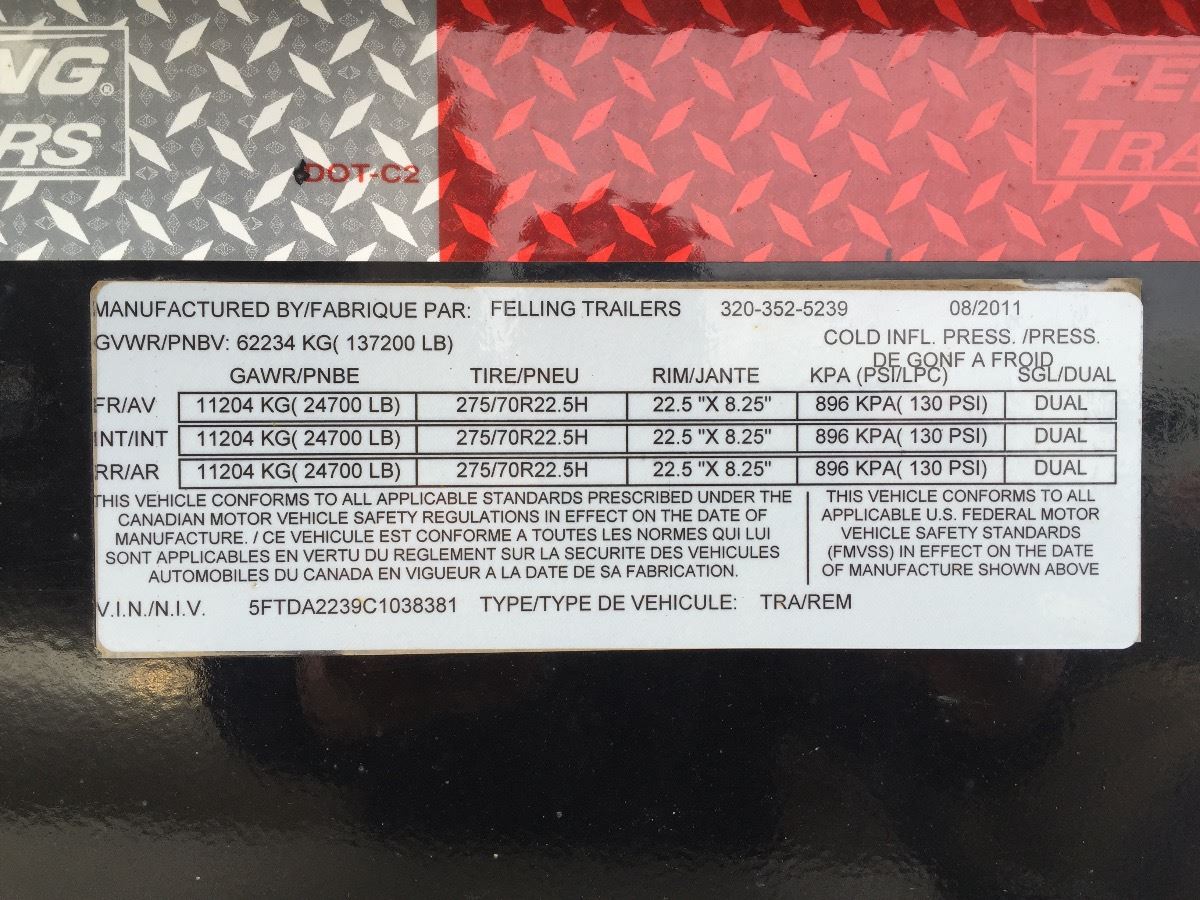 NG®
RS
DOT-C2
FE
TRA
MANUFACTURED BY/FABRIQUE PAR: FELLING TRAILERS 320-352-5239 08/2011
GVWR/PNBV: 62234 KG( 137200 LB)
COLD INFL. PRESS. /PRESS.
DE GONF A FROID
GAWR/PNBE TIRE/PNEU RIM/JANTE KPA (PSI/LPC) SGL/DUAL
FR/AV 11204 KG( 24700 LB) 275/70R22.5H 22.5 "X 8.25" 896 KPA( 130 PSI) DUAL
INT/INT 11204 KG( 24700 LB) 275/70R22.5H 22.5 "X 8.25" 896 KPA( 130 PSI) DUAL
RR/AR 11204 KG( 24700 LB) 275/70R22.5H 22.5 "X 8.25" 896 KPA( 130 PSI) DUAL
THIS VEHICLE CONFORMS TO ALL APPLICABLE STANDARDS PRESCRIBED UNDER THE
CANADIAN MOTOR VEHICLE SAFETY REGULATIONS IN EFFECT ON THE DATE OF
MANUFACTURE. / CE VEHICULE EST CONFORME A TOUTES LES NORMES QUI LUI
SONT APPLICABLES EN VERTU DU REGLEMENT SUR LA SECURITE DES VEHICULES
AUTOMOBILES DU CANADA EN VIGUEUR A LA DATE DE SA FABRICATION.
THIS VEHICLE CONFORMS TO ALL
APPLICABLE U.S. FEDERAL MOTOR
VEHICLE SAFETY STANDARDS
(FMVSS) IN EFFECT ON THE DATE
OF MANUFACTURE SHOWN ABOVE
V.I.N./N.I.V. 5FTDA2239C1038381 TYPE/TYPE DE VEHICULE: TRA/REM